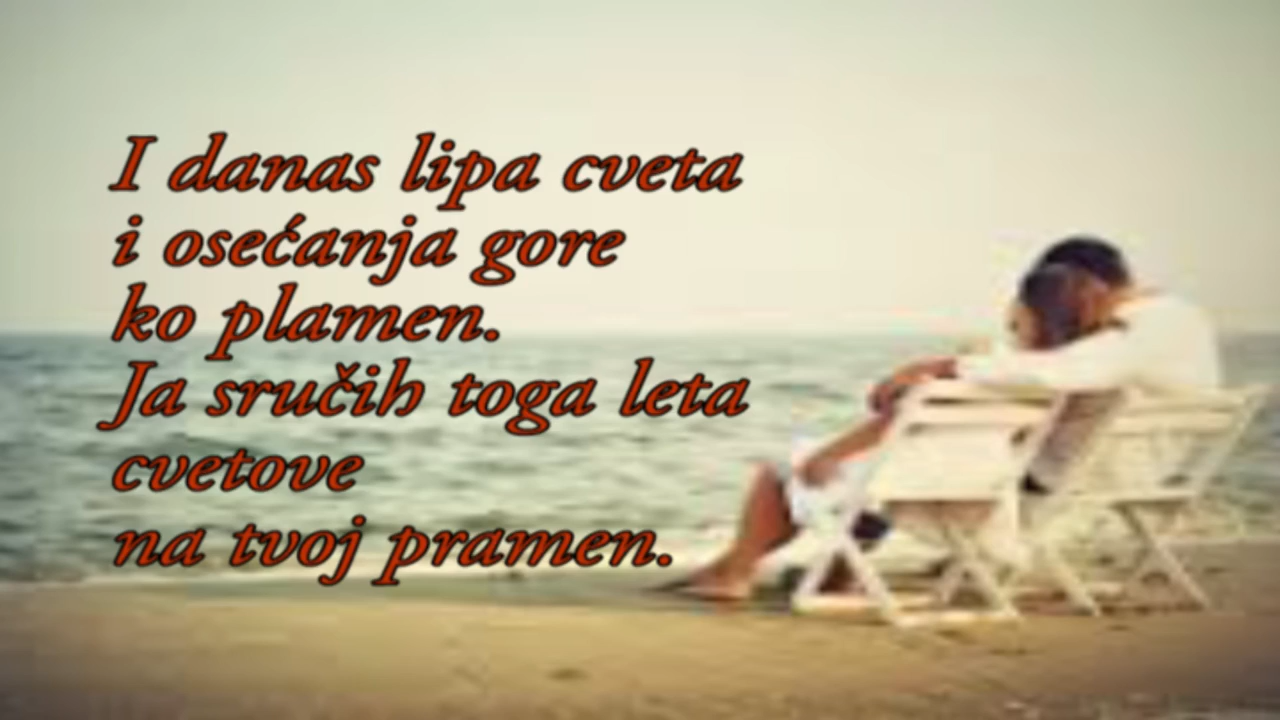 I danas lipa cveta
i osećanja gore
ko plamen.
Ja sručih toga leta
cvetove
na tvoj pramen.